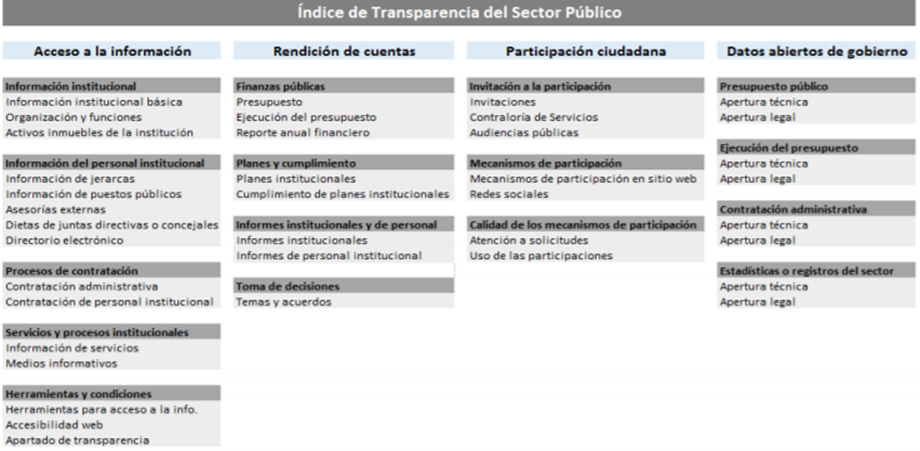 Índice de Transparencia del Sector Público
Acceso a la información
Información institucional
Información institucional básica
Organización y funciones
Activos inmuebles de la institución
Información del personal institucional
Información de jerarcas
Información de puestos públicos
Asesorías externas
Dietas de juntas directivas o concejales
Directorio electrónico
Procesos de contratación
Contratación administrativa
Contratación de personal institucional
Servicios y procesos institucionales
Información de servicios
Medios informativos
Herramientas y condiciones
Herramientas para acceso a la info.
Accesibilidad web
Apartado de transparencia
Rendición de cuentas
Finanzas públicas
Presupuesto
Ejecución del presupuesto
Reporte anual financiero
Planes y cumplimiento
Planes institucionales
Cumplimiento de planes institucionales
Informes institucionales y de personal
Informes institucionales
Informes de personal institucional
Toma de decisiones
Temas y acuerdos
Participación ciudadana
Invitación a la participación
Invitaciones
Contraloría de Servicios
Audiencias públicas
Mecanismos de participación
Mecanismos de participación en sitio web
Redes sociales
Calidad de los mecanismos de participación
Atención a solicitudes
Uso de las participaciones
Datos abiertos de gobierno
Presupuesto público
Apertura técnica
Apertura legal
Ejecución del presupuesto
Apertura técnica
Apertura legal
Contratación administrativa
Apertura técnica
Apertura legal
Estadísticas o registros del sector
Apertura técnica
Apertura legal